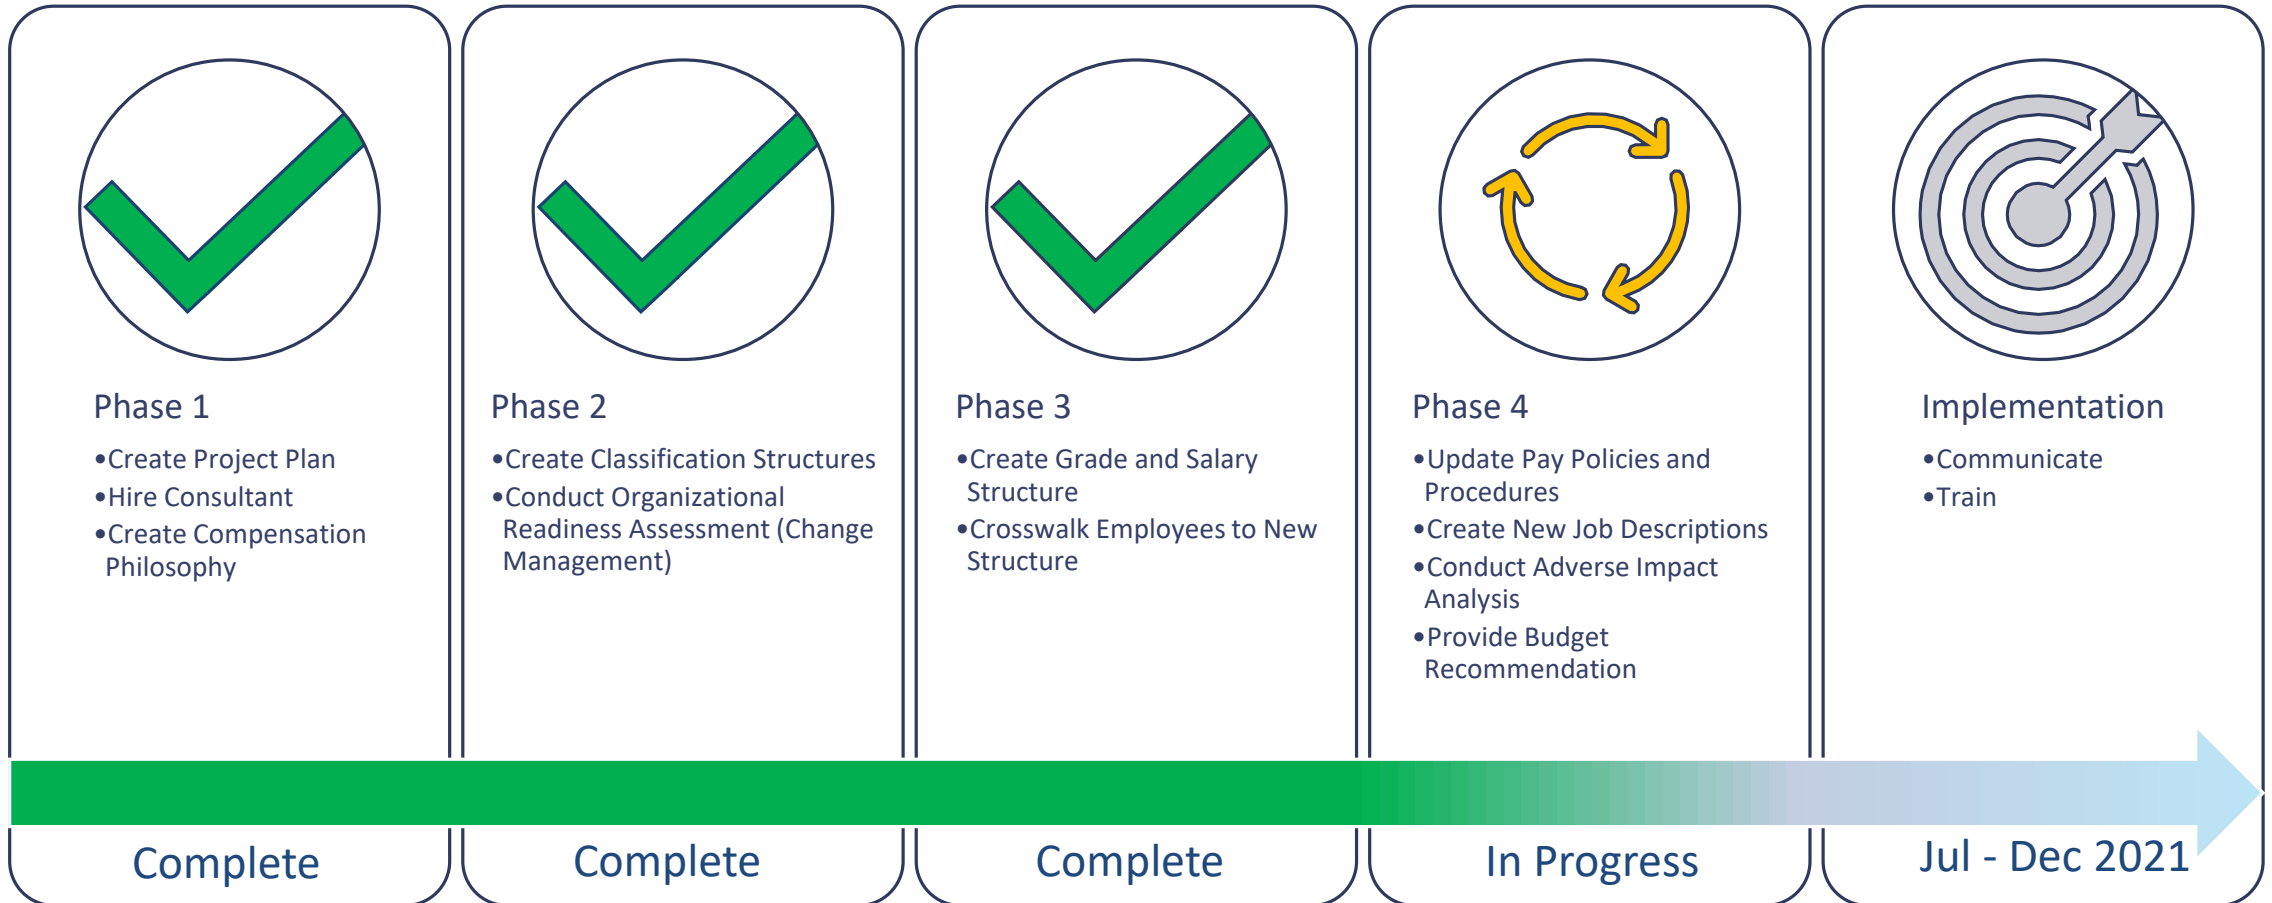 Phase 1
•Create Project Plan
•Hire Consultant
•Create Compensation
Philosophy
Complete
Phase 2
•Create Classification Structures
•Conduct Organizational
Readiness Assessment (Change
Management)
Complete
Phase 3
•Create Grade and Salary
Structure
•Crosswalk Employees to New
Structure
Complete
Phase 4
•Update Pay Policies and
Procedures
•Create New Job Descriptions
•Conduct Adverse Impact
Analysis
•Provide Budget
Recommendation
In Progress
Implementation
•Communicate
•Train
Jul - Dec 2021